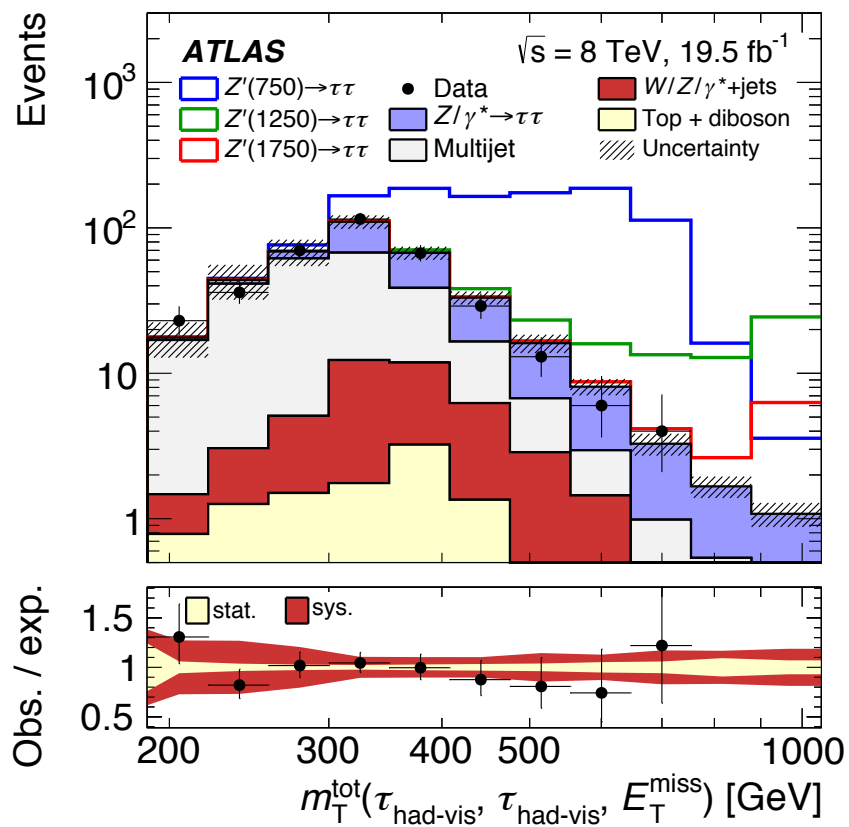 Events
ATLAS
√s = 8 TeV, 19.5 fb⁻¹
Z′(750)→ττ
Z′(1250)→ττ
Z′(1750)→ττ
Data
Z/γ*→ττ
Multijet
W/Z/γ*+jets
Top + diboson
Uncertainty
10³
10²
10
1
Obs. / exp.
stat.
sys.
1.5
1
0.5
200 300 400 500 1000
m_T^tot(τ_had-vis, τ_had-vis, E_T^miss) [GeV]